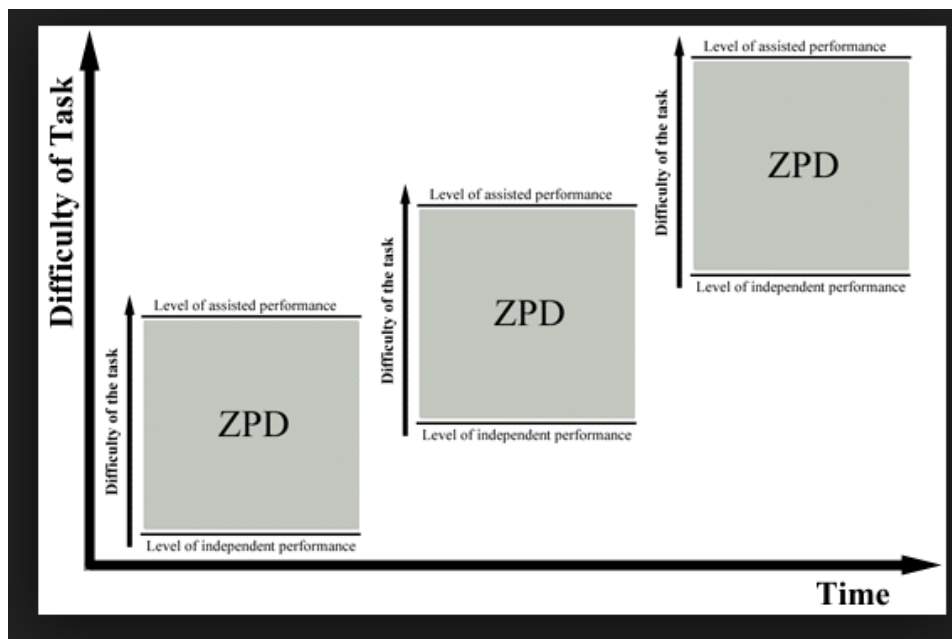 Difficulty of Task
Difficulty of the task
Level of assisted performance
ZPD
Level of independent performance
Difficulty of the task
Level of assisted performance
ZPD
Level of independent performance
Difficulty of the task
Level of assisted performance
ZPD
Level of independent performance
Time